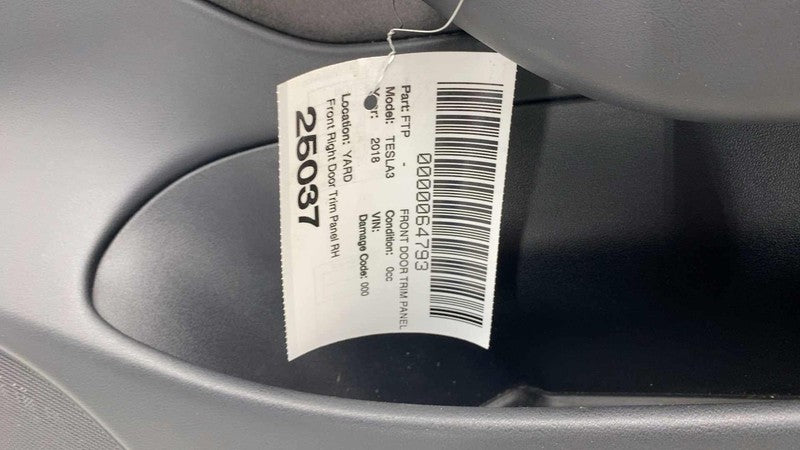 00000064793
Part: FTP - FRONT DOOR TRIM PANEL
Model: TESLA3 Condition: 0cc
Year: 2018 VIN:
Damage Code: 000
Location: YARD
Front Right Door Trim Panel RH
25037